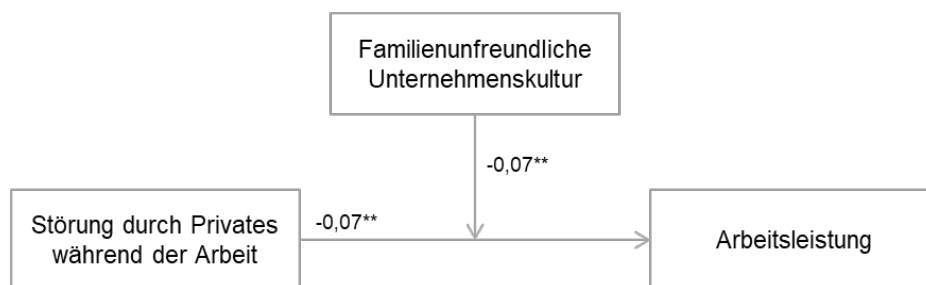 Familienunfreundliche
Unternehmenskultur
-0,07**
-0,07**
Störung durch Privates
während der Arbeit
Arbeitsleistung